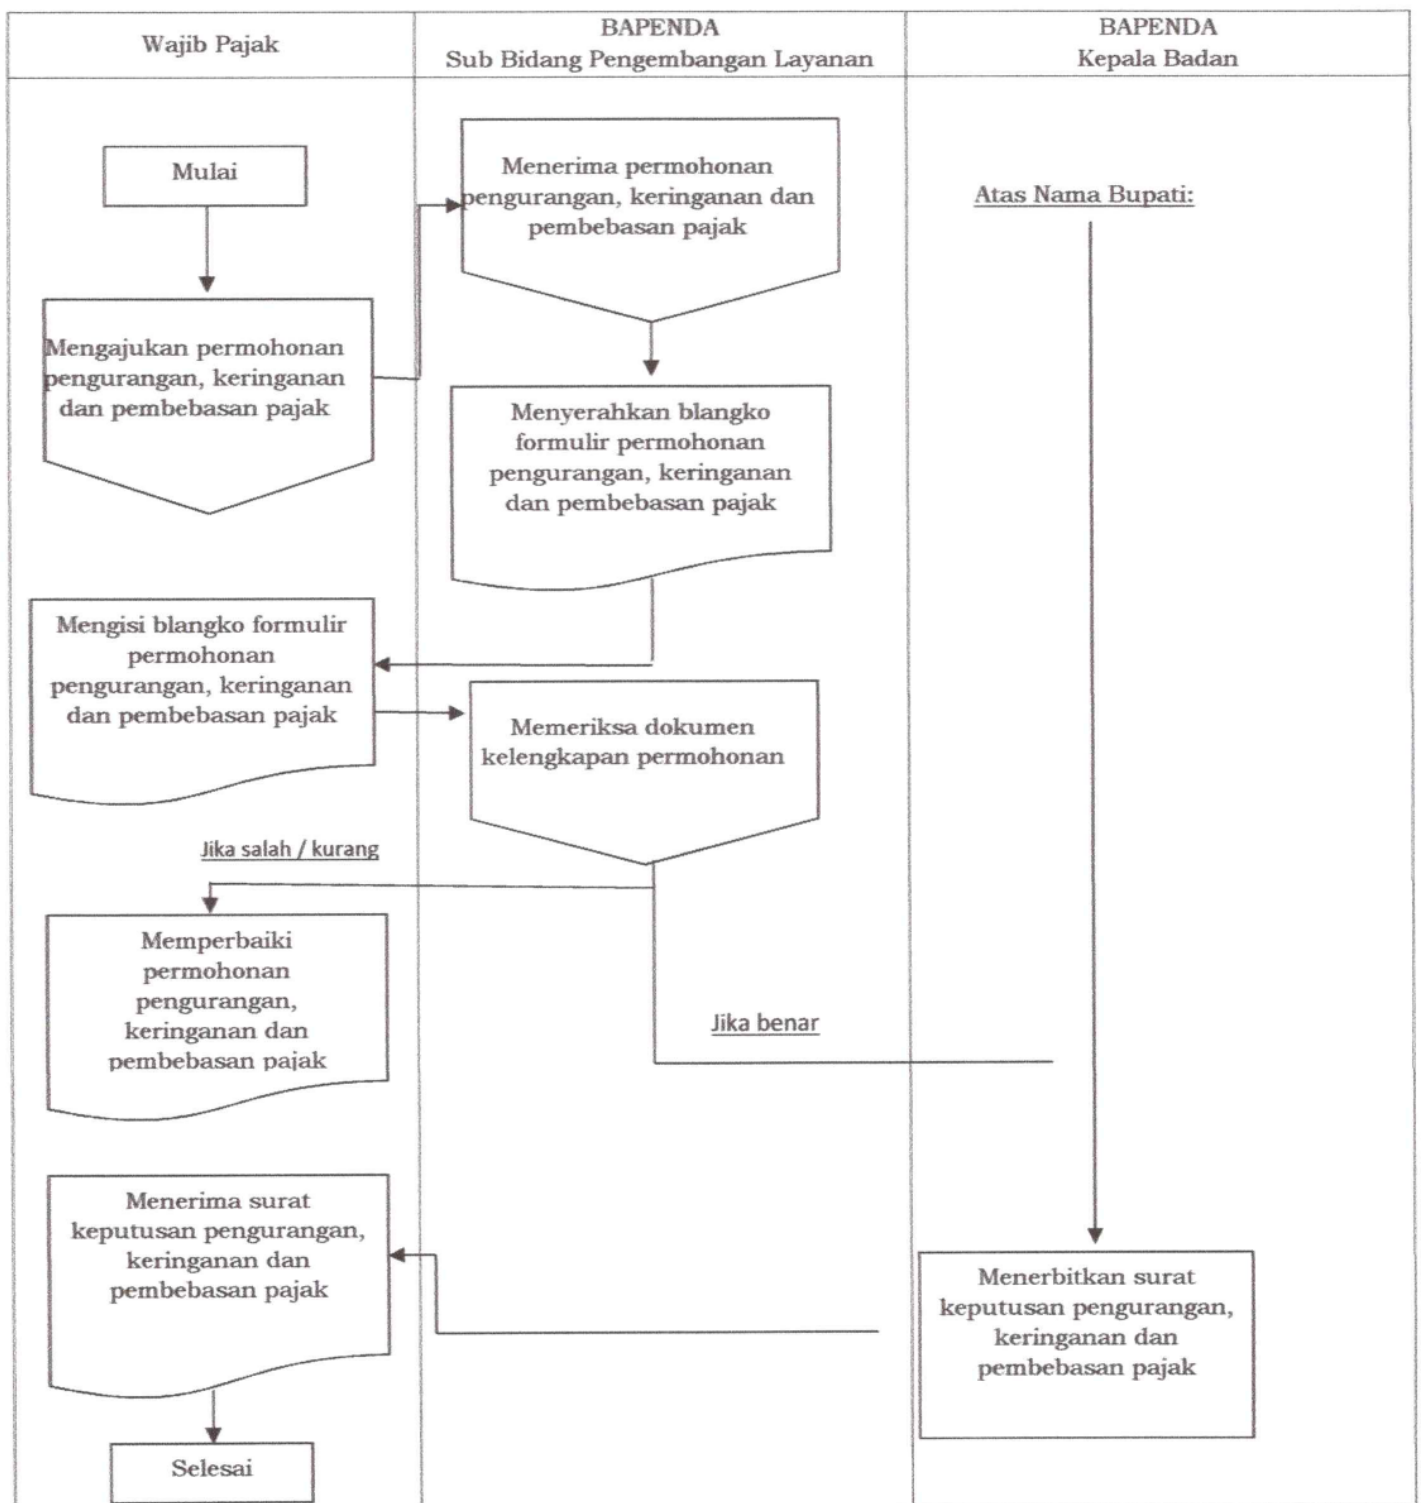 Wajib Pajak
BAPENDA
Sub Bidang Pengembangan Layanan
BAPENDA
Kepala Badan
Mulai
Menerima permohonan
pengurangan, keringanan dan
pembebasan pajak
Atas Nama Bupati:
Mengajukan permohonan
pengurangan, keringanan
dan pembebasan pajak
Menyerahkan blangko
formulir permohonan
pengurangan, keringanan
dan pembebasan pajak
Mengisi blangko formulir
permohonan
pengurangan, keringanan
dan pembebasan pajak
Memeriksa dokumen
kelengkapan permohonan
Jika salah / kurang
Memperbaiki
permohonan
pengurangan,
keringanan dan
pembebasan pajak
Jika benar
Menerima surat
keputusan pengurangan,
keringanan dan
pembebasan pajak
Menerbitkan surat
keputusan pengurangan,
keringanan dan
pembebasan pajak
Selesai